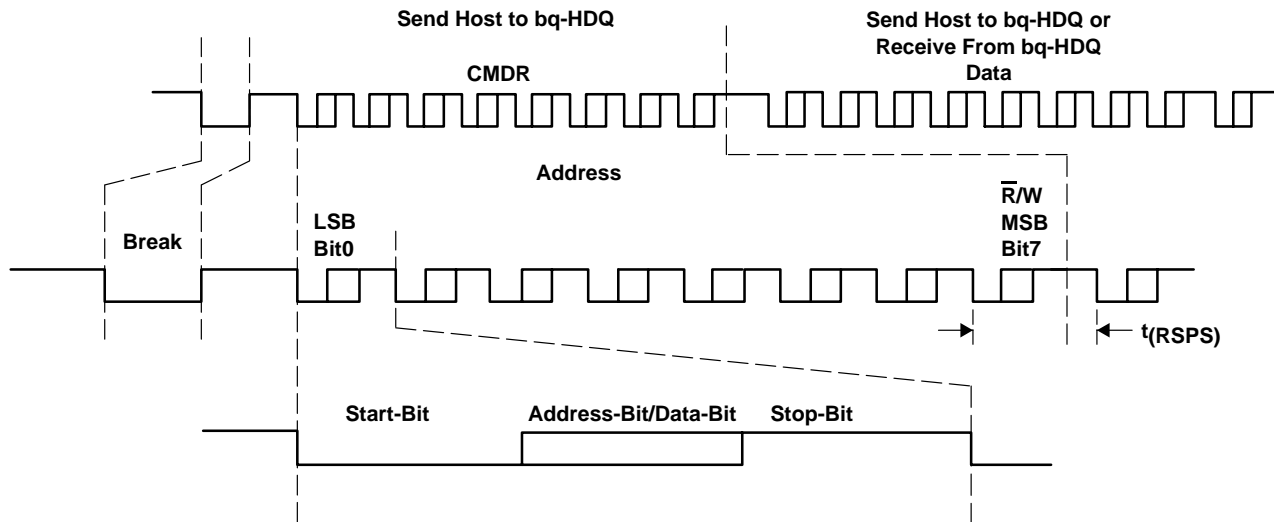 Send Host to bq-HDQ
Send Host to bq-HDQ or
Receive From bq-HDQ
Data
CMDR
Address
R̅/W
MSB
Bit7
LSB
Bit0
Break
t(RSPS)
Start-Bit
Address-Bit/Data-Bit
Stop-Bit